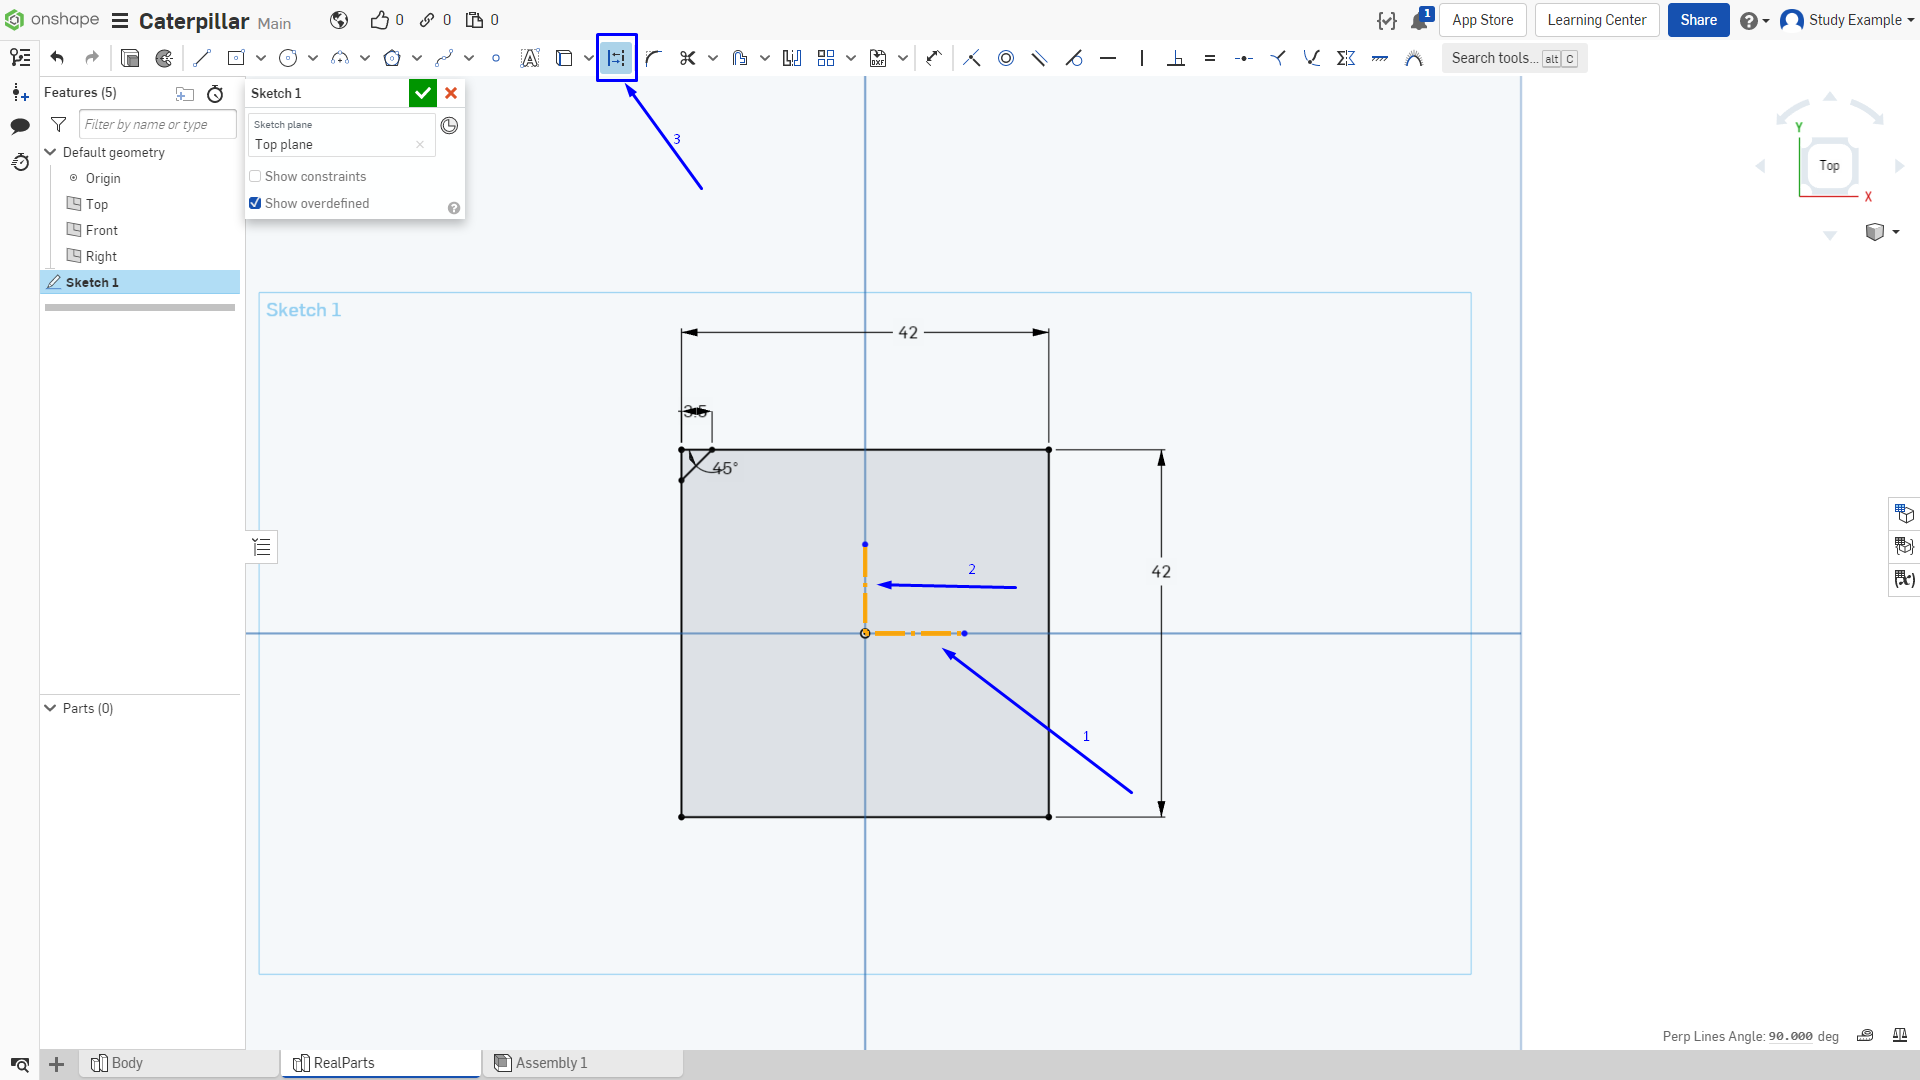 onshape Caterpillar Main 0 0 0 1 App Store Learning Center Share Study Example
Search tools... alt C
Features (5)
Filter by name or type
Default geometry
Origin
Top
Front
Right
Sketch 1
Parts (0)
Sketch 1
Sketch plane
Top plane
Show constraints
Show overdefined
3
Y
Top
X
Sketch 1
42
3.5
45°
2
42
1
Perp Lines Angle: 90.000 deg
Body RealParts Assembly 1